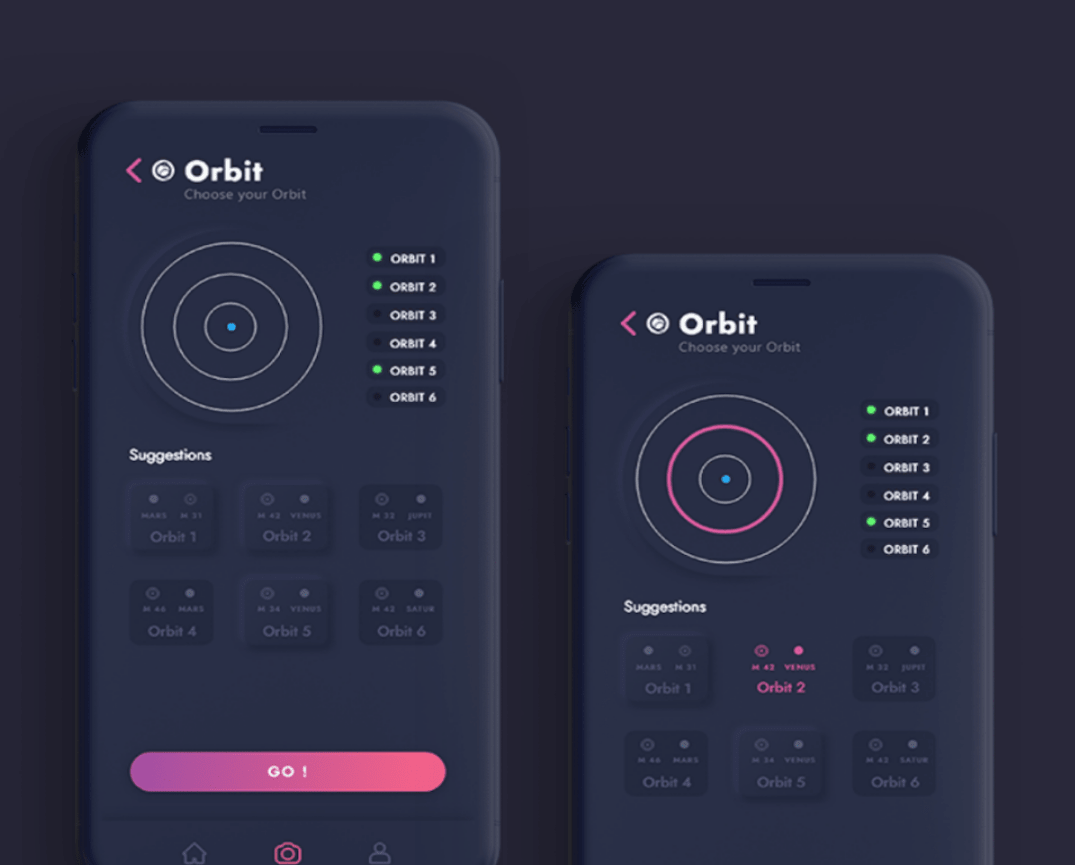 Orbit
Choose your Orbit
ORBIT 1
ORBIT 2
ORBIT 3
ORBIT 4
ORBIT 5
ORBIT 6
Suggestions
MARS M 31
Orbit 1
M 42 VENUS
Orbit 2
M 32 JUPIT
Orbit 3
M 46 MARS
Orbit 4
M 34 VENUS
Orbit 5
M 42 SATUR
Orbit 6
GO !
Orbit
Choose your Orbit
ORBIT 1
ORBIT 2
ORBIT 3
ORBIT 4
ORBIT 5
ORBIT 6
Suggestions
MARS M 31
Orbit 1
M 42 VENUS
Orbit 2
M 32 JUPIT
Orbit 3
M 46 MARS
Orbit 4
M 34 VENUS
Orbit 5
M 42 SATUR
Orbit 6